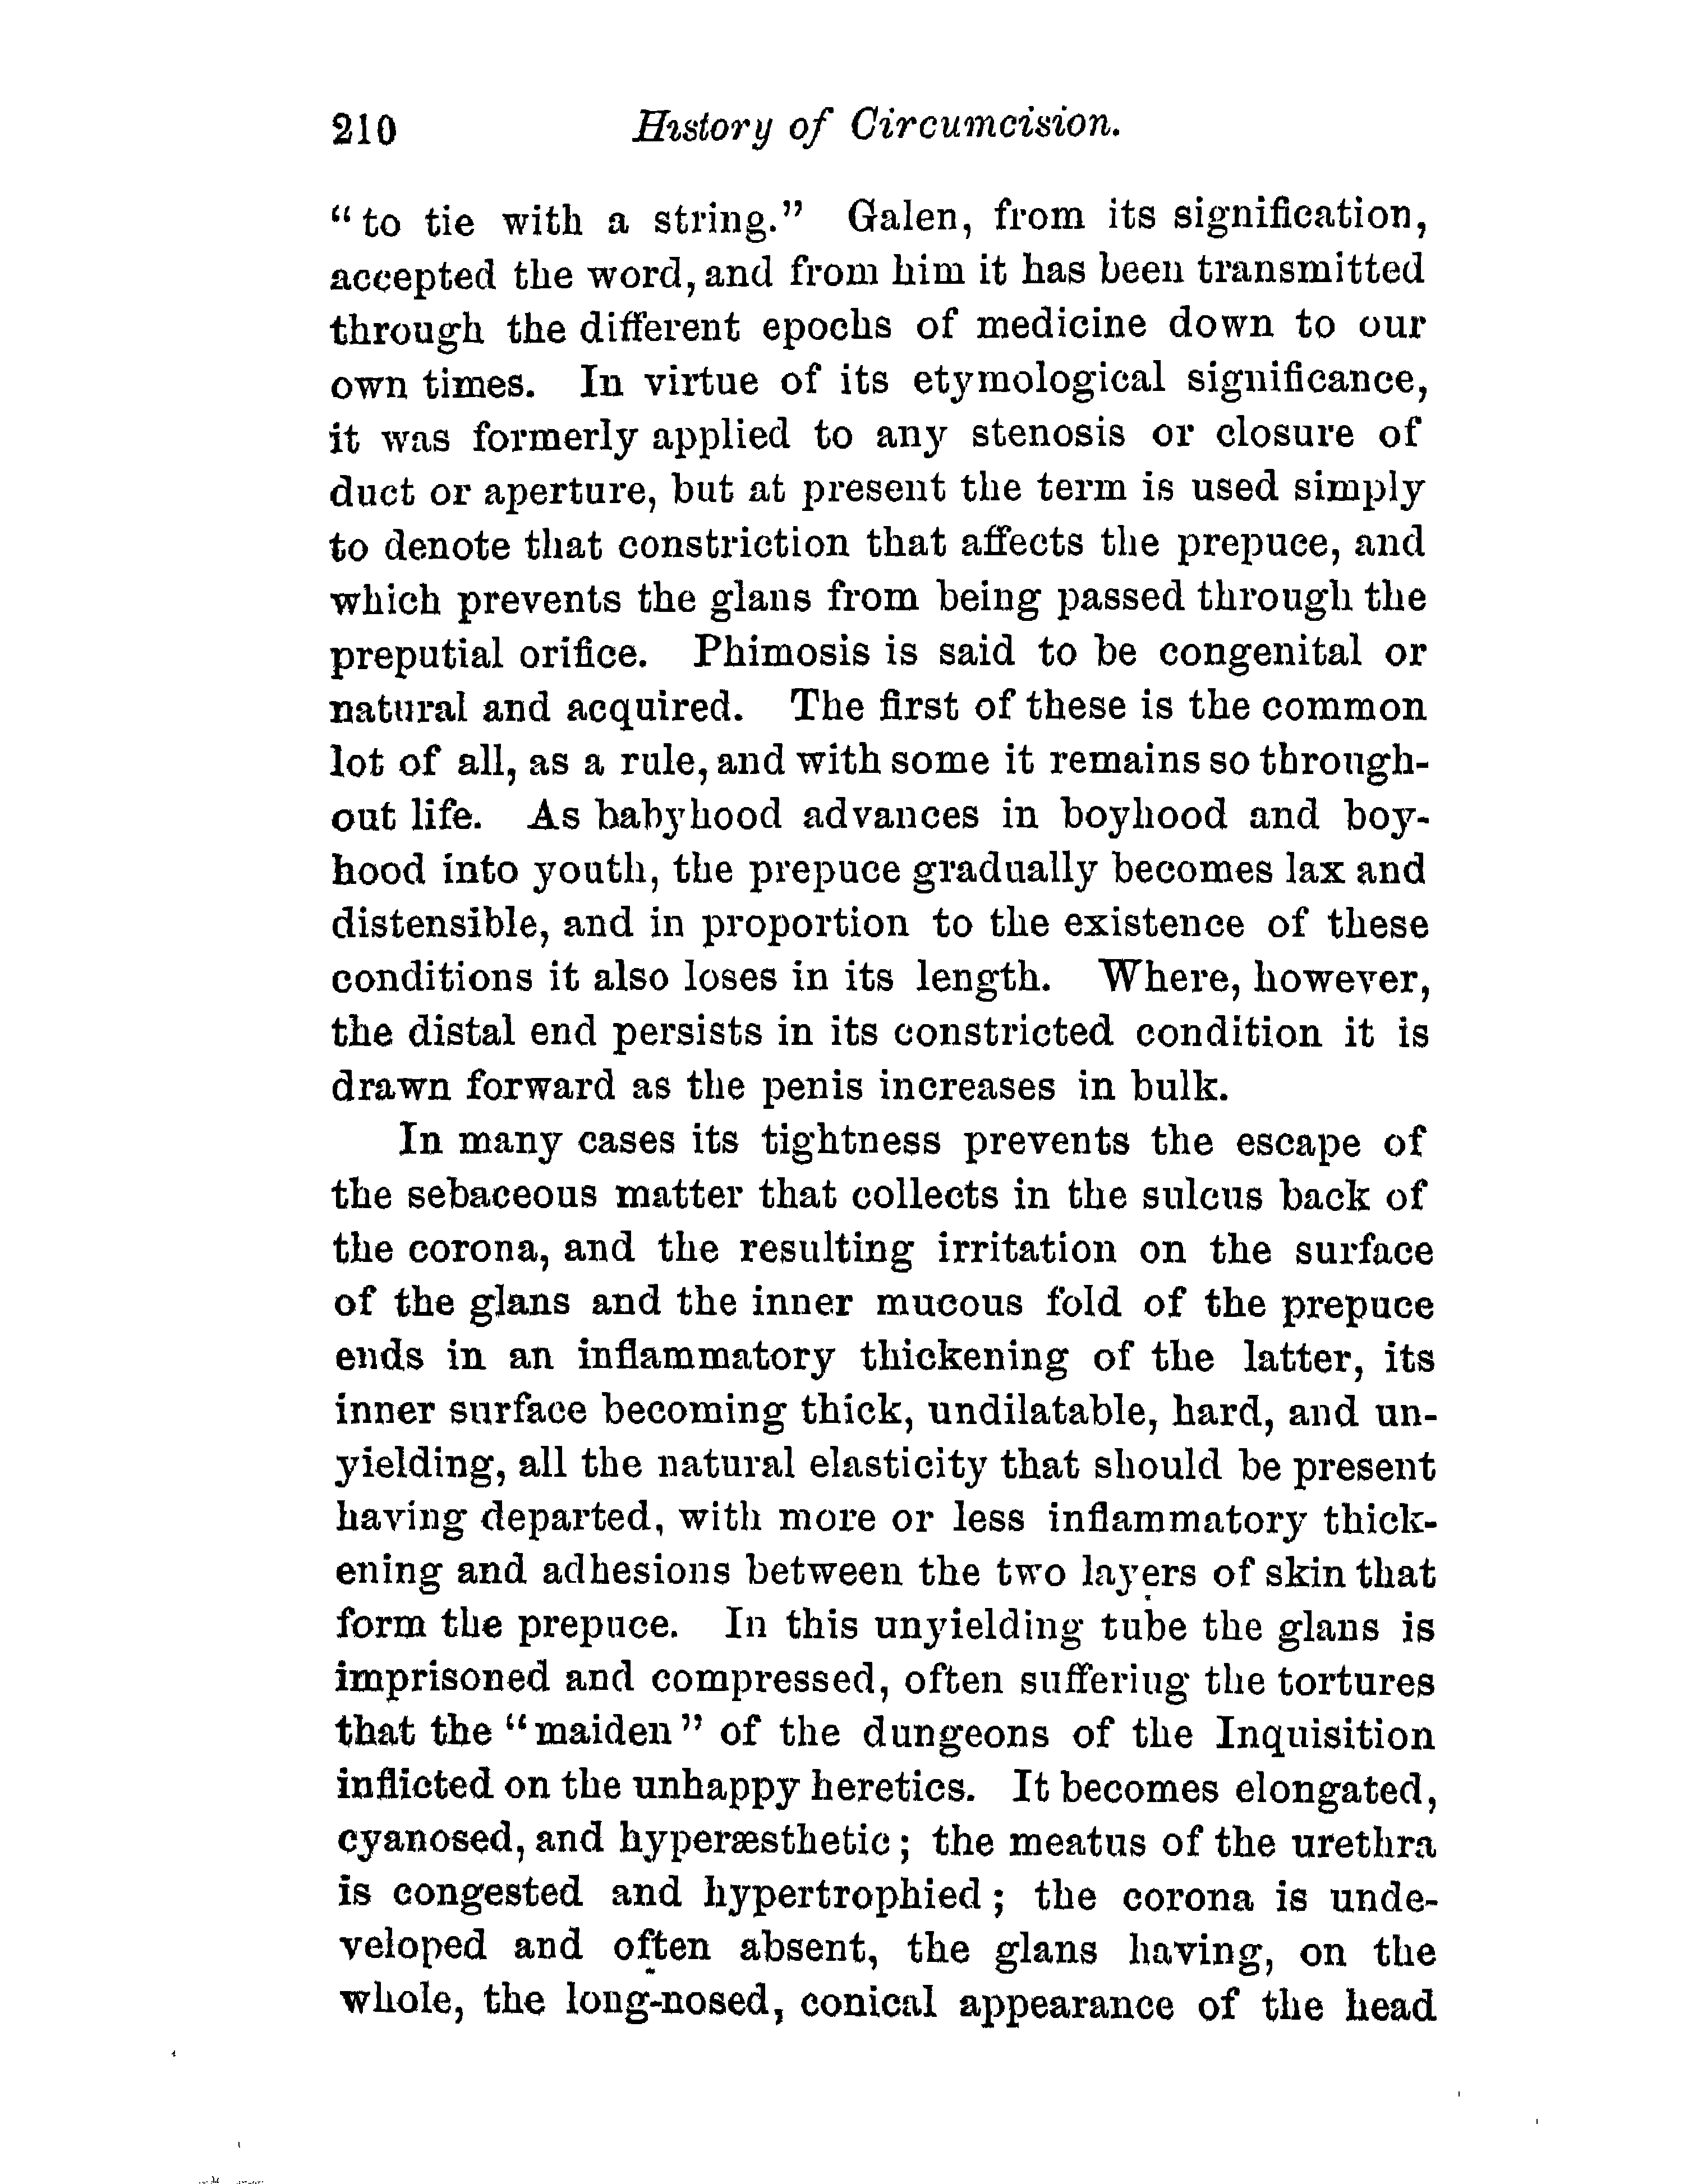 210 History of Circumcision.
“to tie with a string.” Galen, from its signification,
accepted the word, and from him it has been transmitted
through the different epochs of medicine down to our
own times. In virtue of its etymological significance,
it was formerly applied to any stenosis or closure of
duct or aperture, but at present the term is used simply
to denote that constriction that affects the prepuce, and
which prevents the glans from being passed through the
preputial orifice. Phimosis is said to be congenital or
natural and acquired. The first of these is the common
lot of all, as a rule, and with some it remains so through-
out life. As babyhood advances in boyhood and boy-
hood into youth, the prepuce gradually becomes lax and
distensible, and in proportion to the existence of these
conditions it also loses in its length. Where, however,
the distal end persists in its constricted condition it is
drawn forward as the penis increases in bulk.
In many cases its tightness prevents the escape of
the sebaceous matter that collects in the sulcus back of
the corona, and the resulting irritation on the surface
of the glans and the inner mucous fold of the prepuce
ends in an inflammatory thickening of the latter, its
inner surface becoming thick, undilatable, hard, and un-
yielding, all the natural elasticity that should be present
having departed, with more or less inflammatory thick-
ening and adhesions between the two layers of skin that
form the prepuce. In this unyielding tube the glans is
imprisoned and compressed, often suffering the tortures
that the “maiden” of the dungeons of the Inquisition
inflicted on the unhappy heretics. It becomes elongated,
cyanosed, and hyperæsthetic; the meatus of the urethra
is congested and hypertrophied; the corona is unde-
veloped and often absent, the glans having, on the
whole, the long-nosed, conical appearance of the head